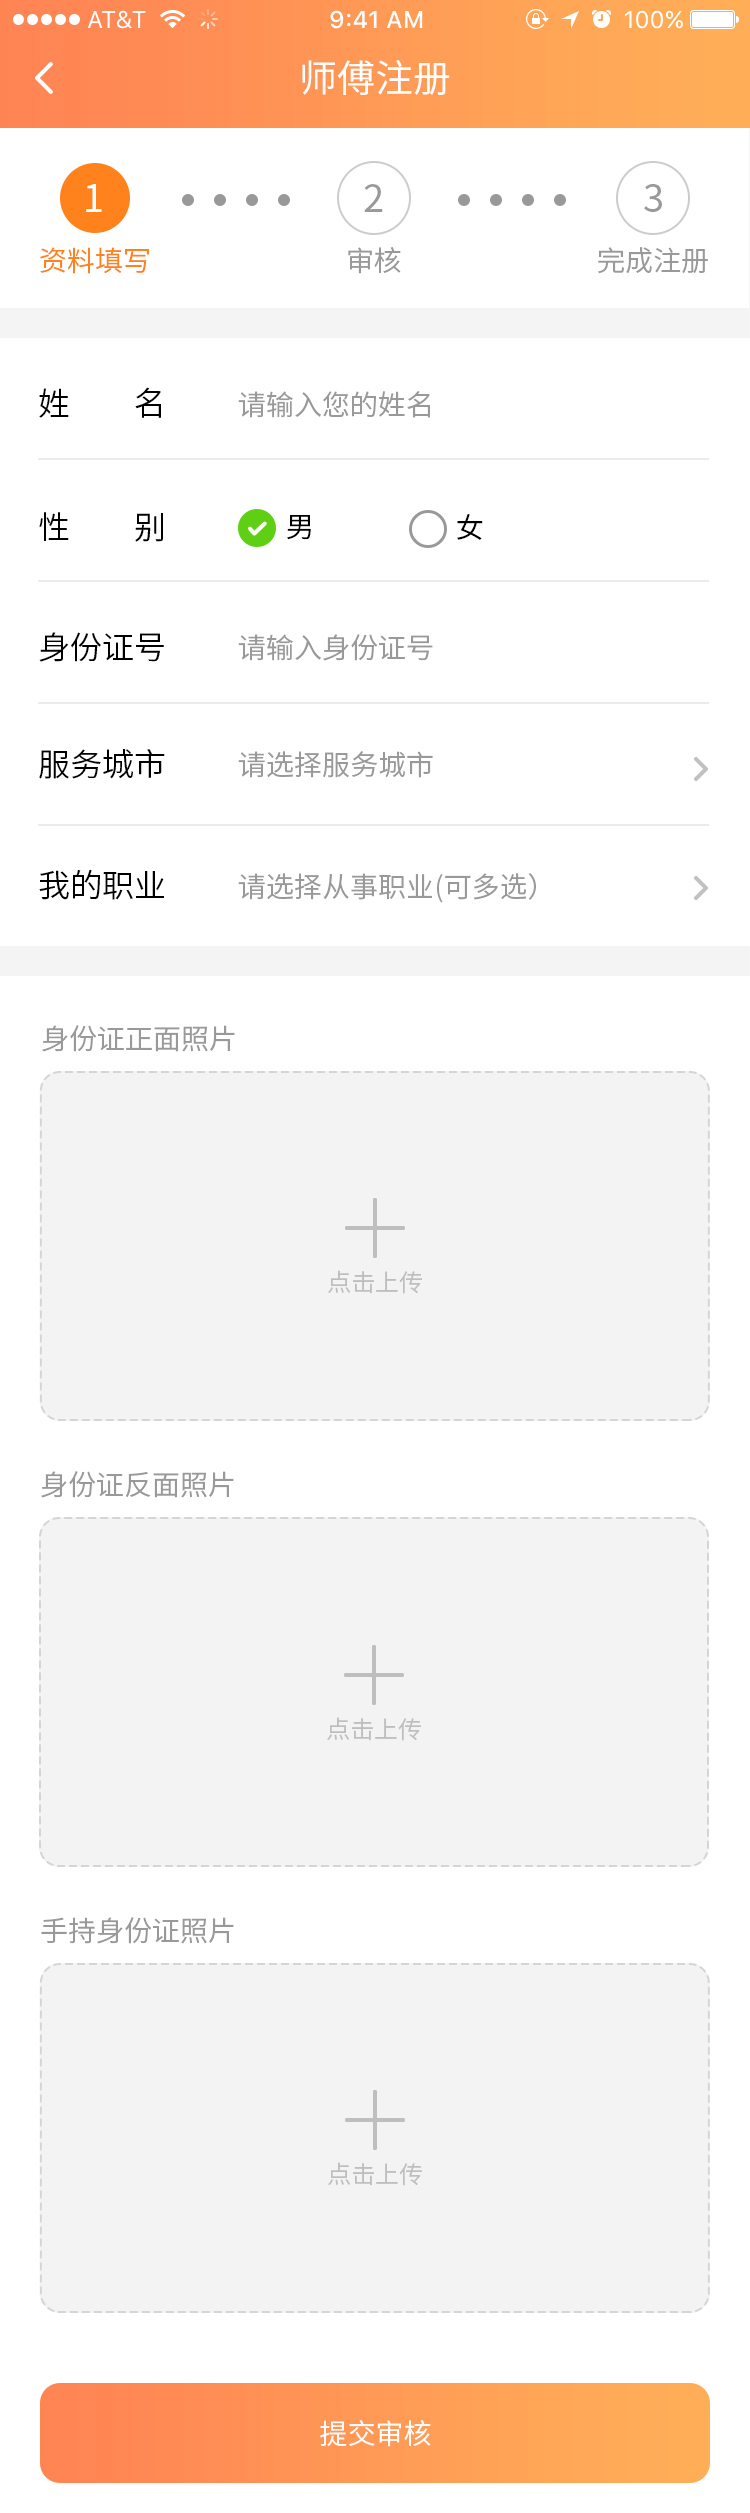 AT&T 9:41 AM 100%
师傅注册
1 2 3
资料填写 审核 完成注册
姓 名 请输入您的姓名
性 别 男 女
身份证号 请输入身份证号
服务城市 请选择服务城市
我的职业 请选择从事职业(可多选）
身份证正面照片
点击上传
身份证反面照片
点击上传
手持身份证照片
点击上传
提交审核